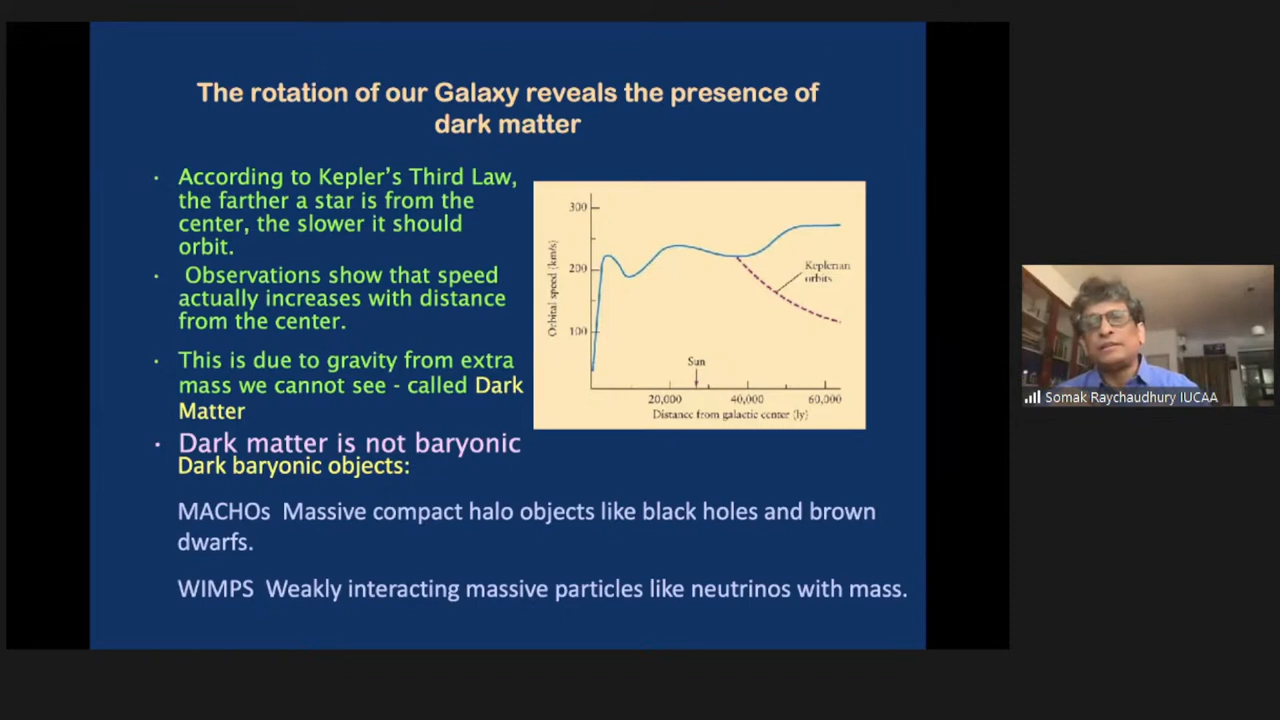 The rotation of our Galaxy reveals the presence of
dark matter
· According to Kepler's Third Law,
the farther a star is from the
center, the slower it should
orbit.
· Observations show that speed
actually increases with distance
from the center.
· This is due to gravity from extra
mass we cannot see - called Dark
Matter
· Dark matter is not baryonic
Dark baryonic objects:
MACHOs Massive compact halo objects like black holes and brown
dwarfs.
WIMPS Weakly interacting massive particles like neutrinos with mass.
Orbital speed (km/s)
300
200
100
Keplerian
orbits
Sun
20,000 40,000 60,000
Distance from galactic center (ly)
Somak Raychaudhury IUCAA